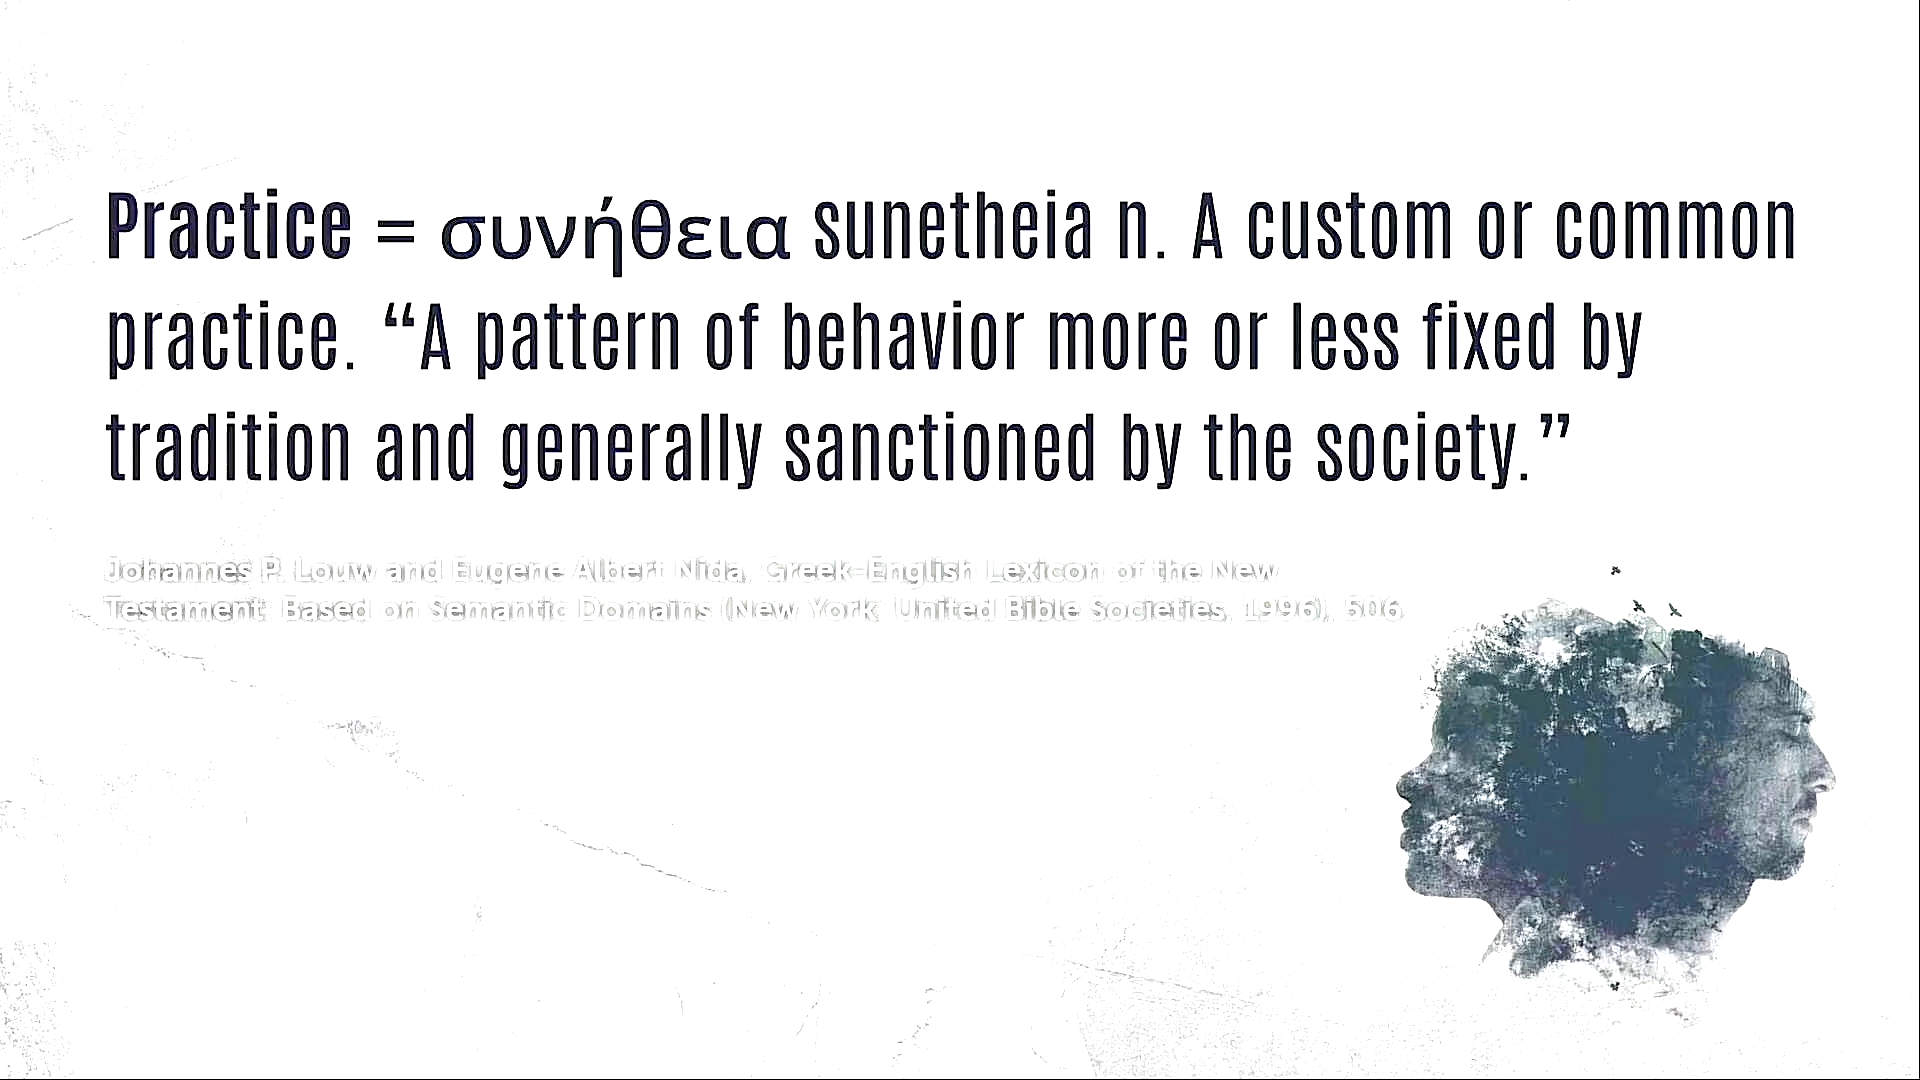 Practice = συνήθεια sunetheia n. A custom or common
practice. “A pattern of behavior more or less fixed by
tradition and generally sanctioned by the society.”
Johannes P. Louw and Eugene Albert Nida, Greek-English Lexicon of the New
Testament: Based on Semantic Domains (New York: United Bible Societies, 1996), 506.